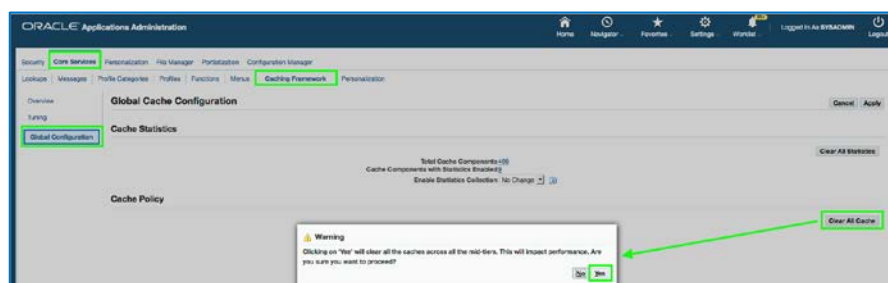 ORACLE Applications Administration
Home Navigator Favorites Settings Worklist Logged In As SYSADMIN Logout
Security Core Services Personalization File Manager Portletization Configuration Manager
Lookups Messages Profile Categories Profiles Functions Menus Caching Framework Personalization
Overview
Tuning
Global Configuration
Global Cache Configuration
Cancel Apply
Cache Statistics
Clear All Statistics
Total Cache Components
Cache Components with Statistics Enabled
Enable Statistics Collection No Change
Cache Policy
Clear All Cache
Warning
Clicking on "Yes" will clear all the caches across all the mid-tiers. This will impact performance. Are
you sure you want to proceed?
No Yes